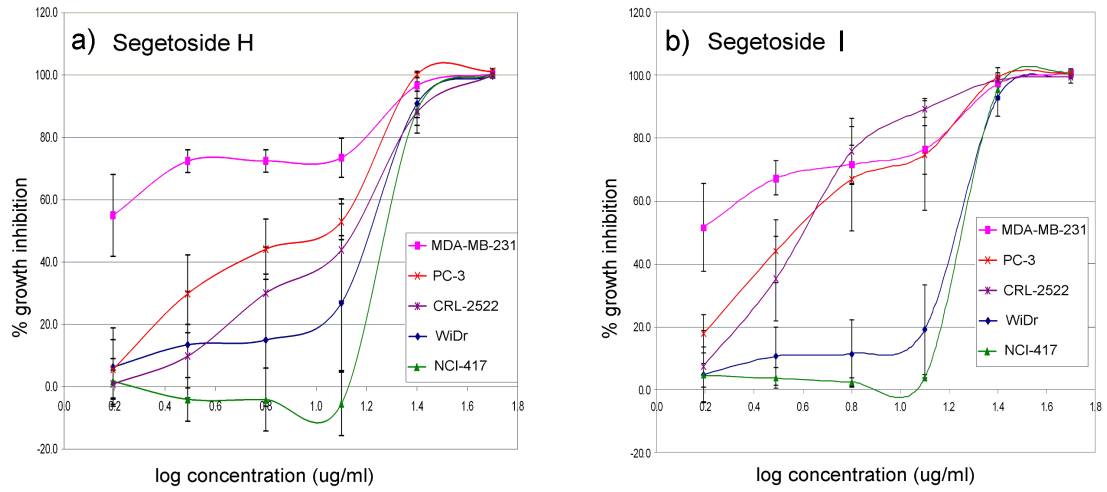 a) Segetoside H
120.0
100.0
80.0
60.0
40.0
20.0
0.0
-20.0
0.0 0.2 0.4 0.6 0.8 1.0 1.2 1.4 1.6 1.8
% growth inhibition
log concentration (ug/ml)
MDA-MB-231
PC-3
CRL-2522
WiDr
NCI-417
b) Segetoside I
120.0
100.0
80.0
60.0
40.0
20.0
0.0
-20.0
0.0 0.2 0.4 0.6 0.8 1.0 1.2 1.4 1.6 1.8
% growth inhibition
log concentration (ug/ml)
MDA-MB-231
PC-3
CRL-2522
WiDr
NCI-417